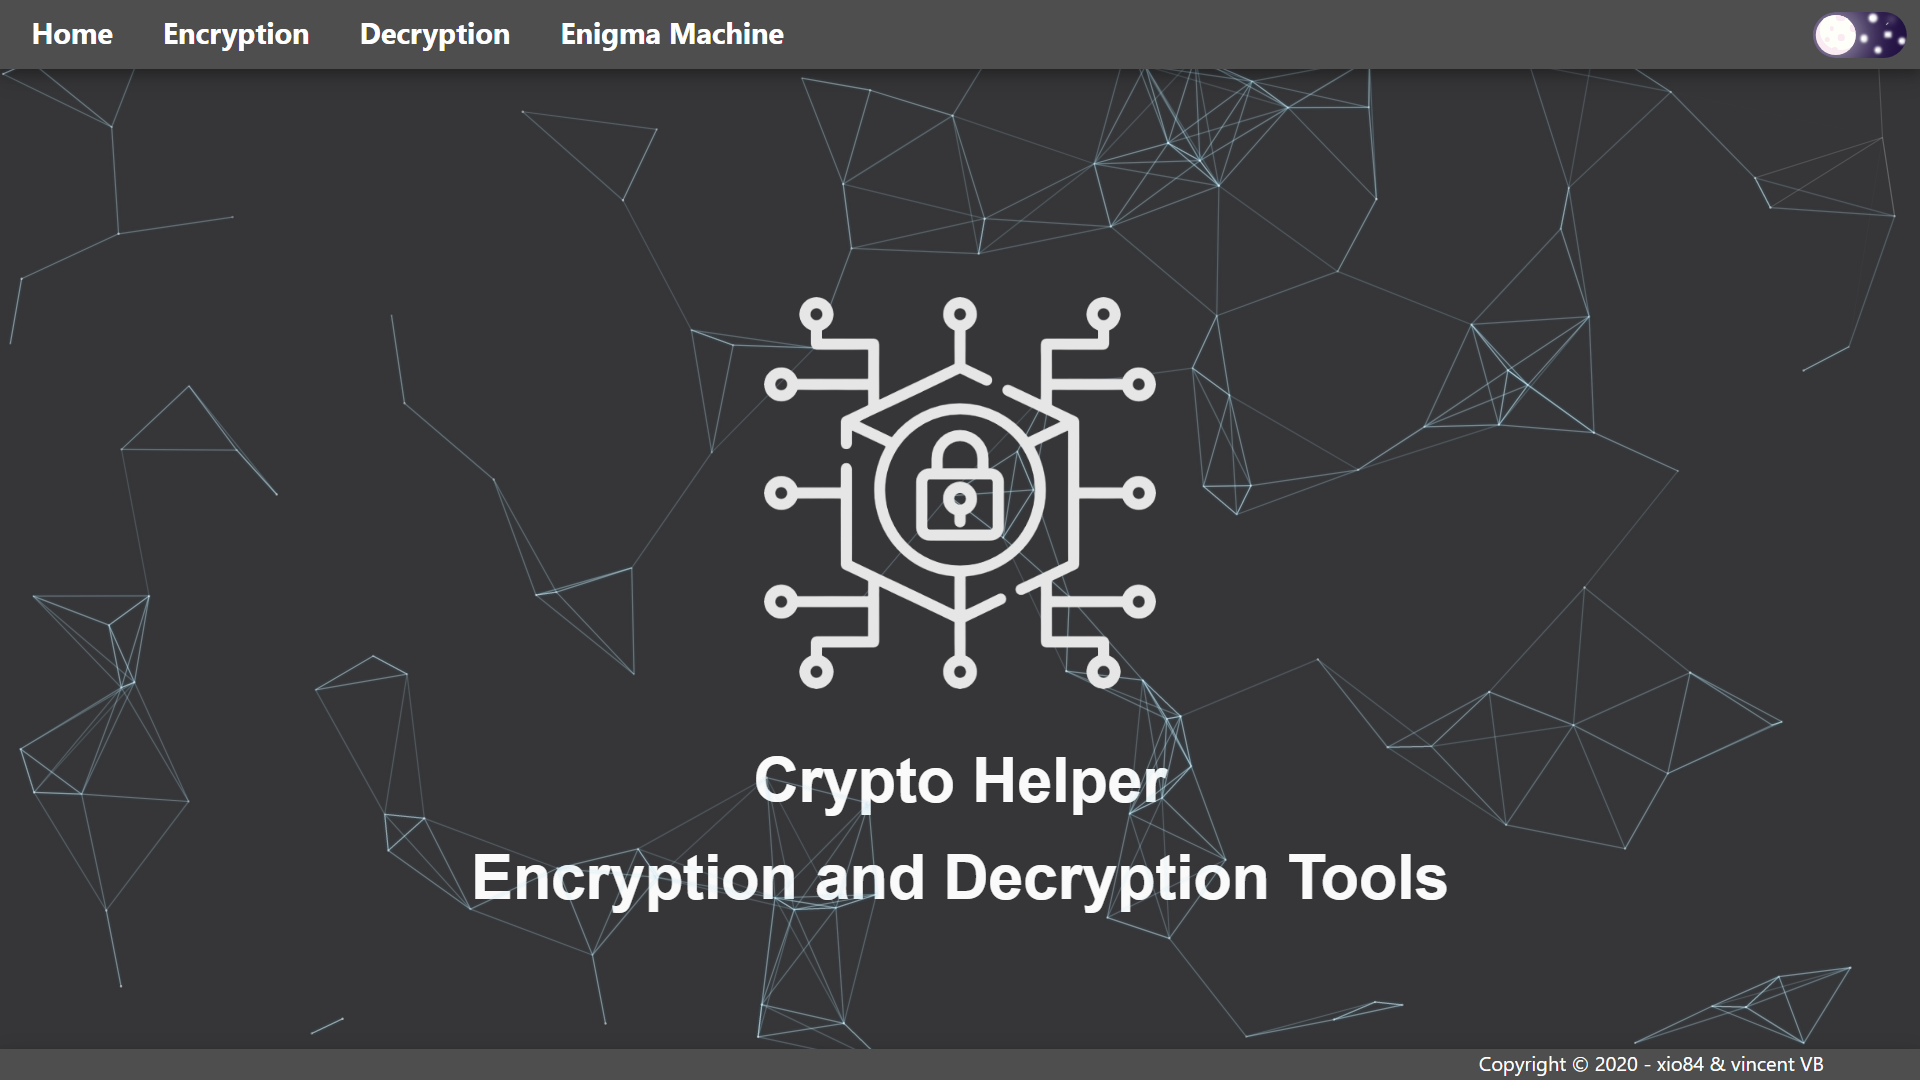 Home Encryption Decryption Enigma Machine
Crypto Helper
Encryption and Decryption Tools
Copyright © 2020 - xio84 & vincent VB